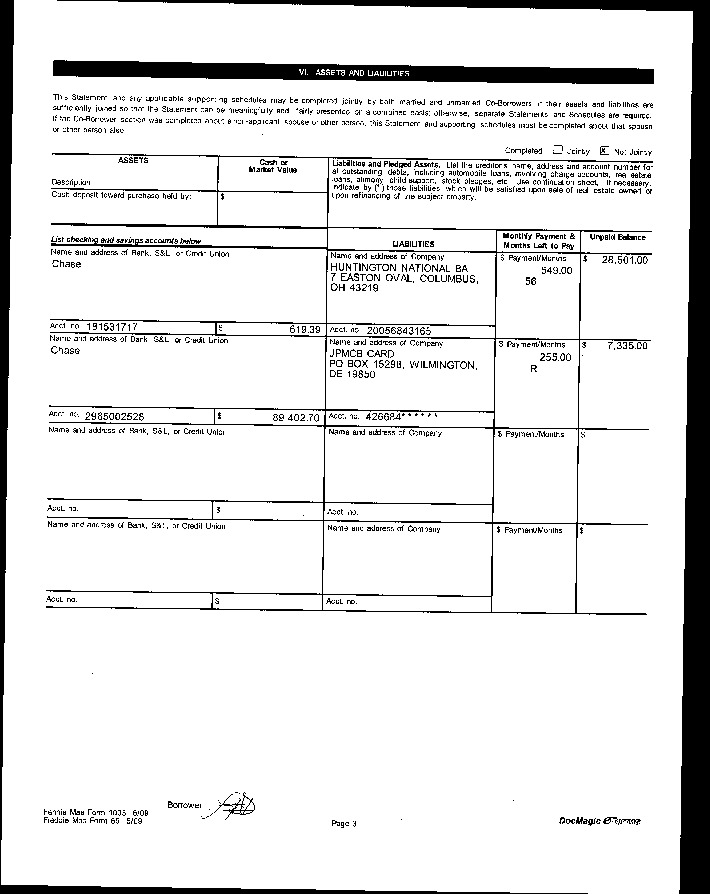 VI. ASSETS AND LIABILITIES
This Statement and any applicable supporting schedules may be completed jointly by both married and unmarried Co-Borrowers if their assets and liabilities are
sufficiently joined so that the Statement can be meaningfully and fairly presented on a combined basis; otherwise, separate Statements and Schedules are required.
If the Co-Borrower section was completed about a non-applicant spouse or other person, this Statement and supporting schedules must be completed about that spouse
or other person also.
Completed Jointly X Not Jointly
ASSETS
Cash or
Market Value
Description
Cash deposit toward purchase held by:
$
Liabilities and Pledged Assets. List the creditor's name, address and account number for
all outstanding debts, including automobile loans, revolving charge accounts, real estate
loans, alimony, child support, stock pledges, etc. Use continuation sheet, if necessary.
Indicate by (*) those liabilities, which will be satisfied upon sale of real estate owned or
upon refinancing of the subject property.
List checking and savings accounts below
LIABILITIES
Monthly Payment &
Months Left to Pay
Unpaid Balance
Name and address of Bank, S&L, or Credit Union
Chase
Name and address of Company
HUNTINGTON NATIONAL BA
7 EASTON OVAL, COLUMBUS,
OH 43219
$ Payment/Months
549.00
56
$ 28,501.00
Acct. no. 191531717
$ 619.39
Acct. no. 20056843165
Name and address of Bank, S&L, or Credit Union
Chase
Name and address of Company
JPMCB CARD
PO BOX 15298, WILMINGTON,
DE 19850
$ Payment/Months
255.00
R
$ 7,335.00
Acct. no. 2985002526
$ 89,402.70
Acct. no. 426684******
Name and address of Bank, S&L, or Credit Union
Name and address of Company
$ Payment/Months
$
Acct. no.
$
Acct. no.
Name and address of Bank, S&L, or Credit Union
Name and address of Company
$ Payment/Months
$
Acct. no.
$
Acct. no.
Borrower
Fannie Mae Form 1003 6/09
Freddie Mac Form 65 6/09
Page 3
DocMagic